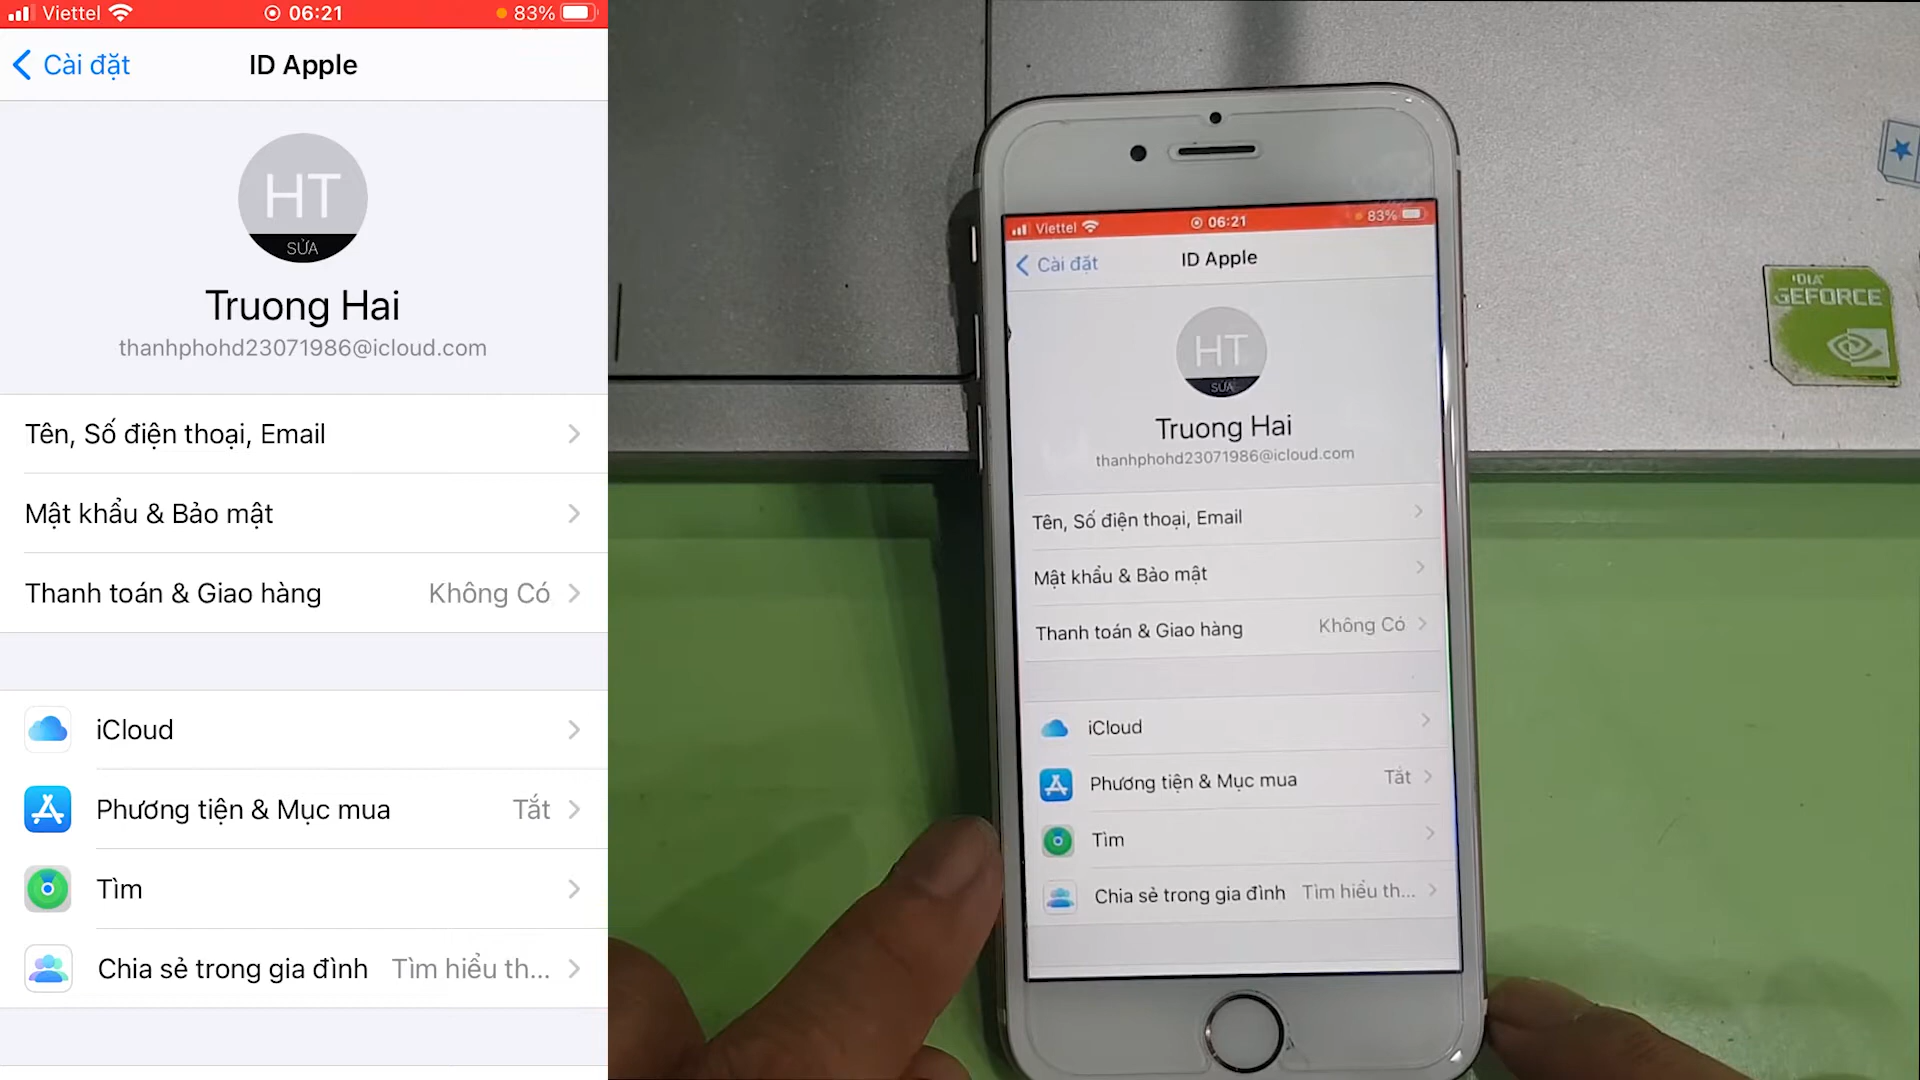 Viettel 06:21 83%
Cài đặt ID Apple
HT
SỬA
Truong Hai
thanhphohd23071986@icloud.com
Tên, Số điện thoại, Email
Mật khẩu & Bảo mật
Thanh toán & Giao hàng Không Có
iCloud
Phương tiện & Mục mua Tắt
Tìm
Chia sẻ trong gia đình Tìm hiểu th...
Viettel 06:21 83%
Cài đặt ID Apple
HT
SỬA
Truong Hai
thanhphohd23071986@icloud.com
Tên, Số điện thoại, Email
Mật khẩu & Bảo mật
Thanh toán & Giao hàng Không Có
iCloud
Phương tiện & Mục mua Tắt
Tìm
Chia sẻ trong gia đình Tìm hiểu th...
GEFORCE